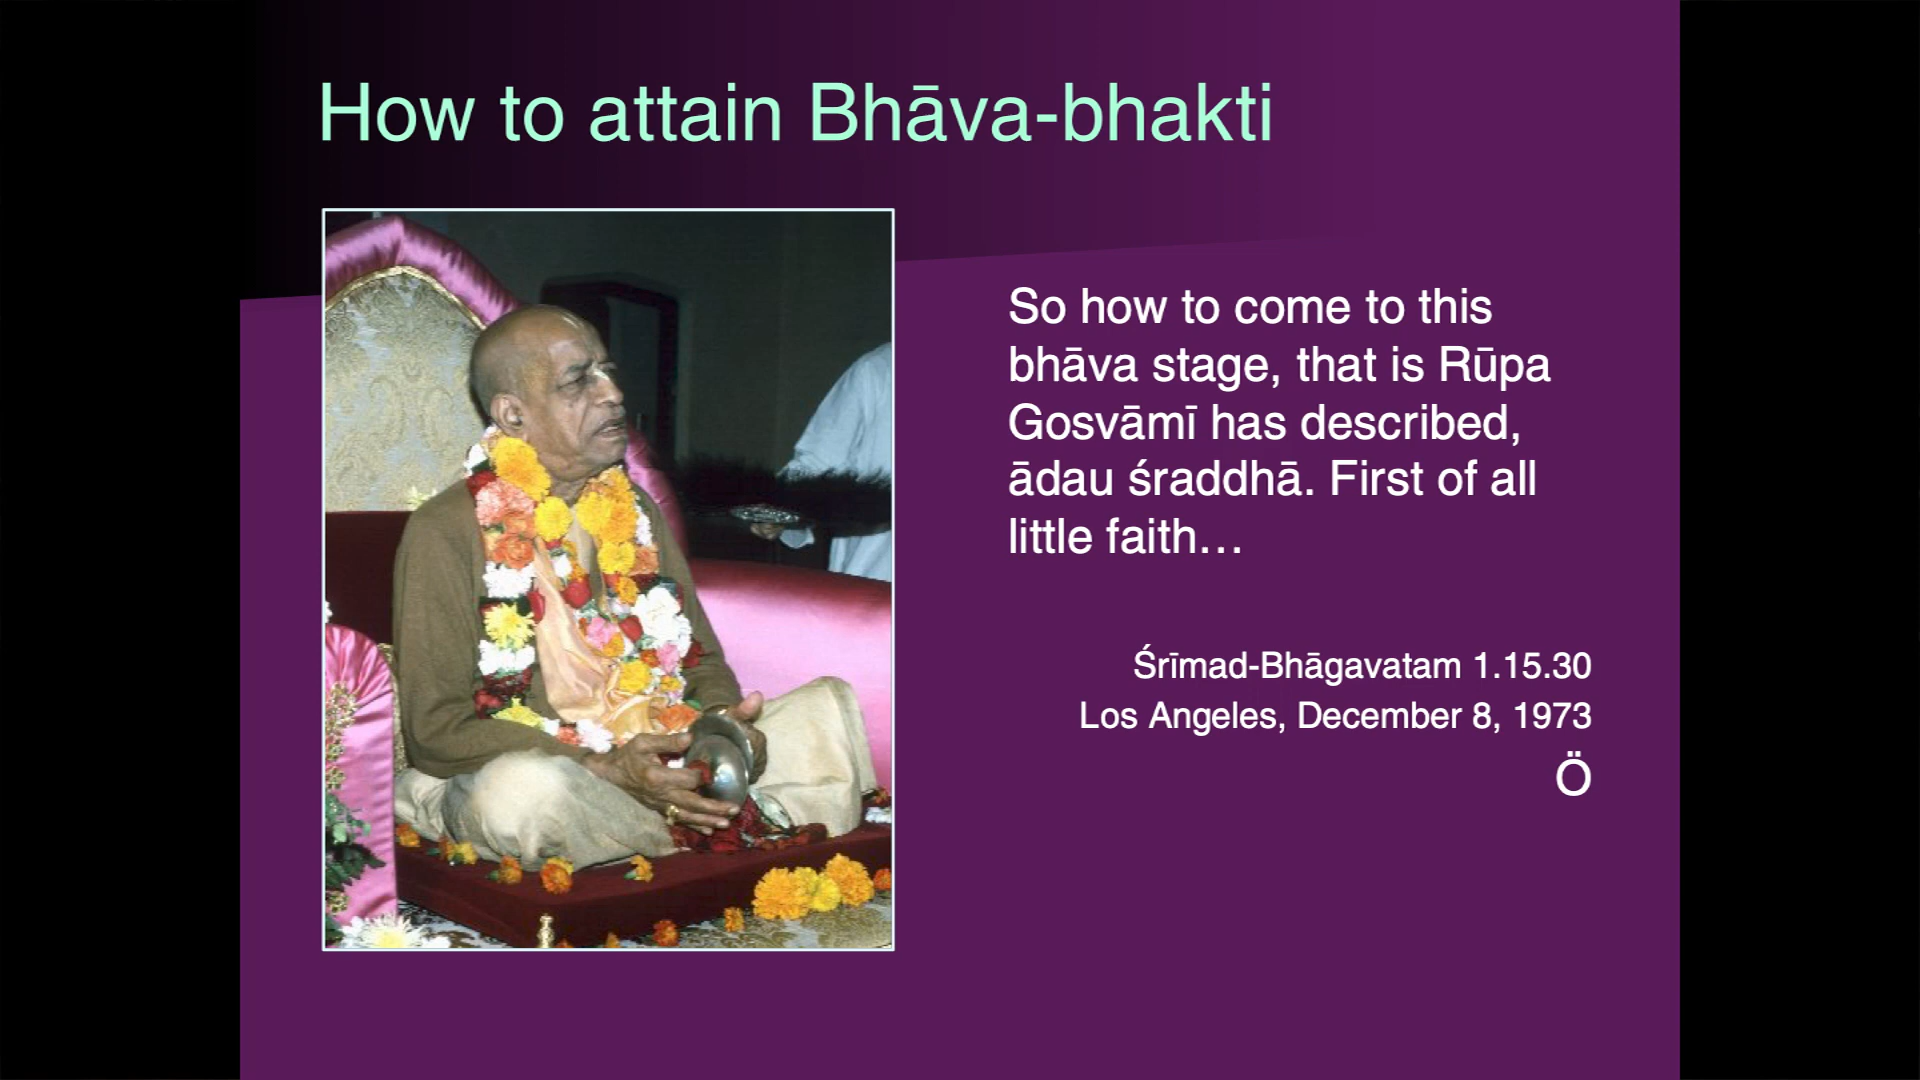 How to attain Bhāva-bhakti
So how to come to this
bhāva stage, that is Rūpa
Gosvāmī has described,
ādau śraddhā. First of all
little faith…
Śrīmad-Bhāgavatam 1.15.30
Los Angeles, December 8, 1973
Ö